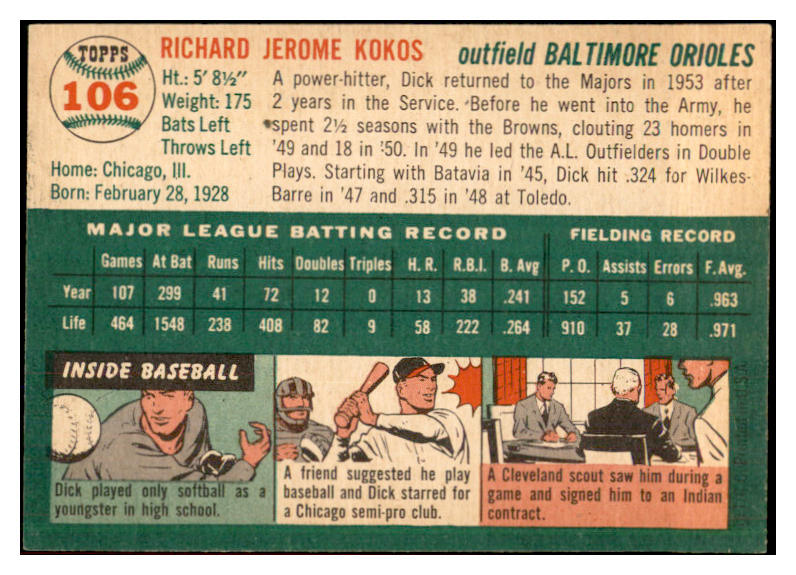 TOPPS
106
RICHARD JEROME KOKOS
outfield BALTIMORE ORIOLES
Ht.: 5' 8½"
Weight: 175
Bats Left
Throws Left
Home: Chicago, Ill.
Born: February 28, 1928
A power-hitter, Dick returned to the Majors in 1953 after
2 years in the Service. Before he went into the Army, he
spent 2½ seasons with the Browns, clouting 23 homers in
'49 and 18 in '50. In '49 he led the A.L. Outfielders in Double
Plays. Starting with Batavia in '45, Dick hit .324 for Wilkes-
Barre in '47 and .315 in '48 at Toledo.
MAJOR LEAGUE BATTING RECORD
FIELDING RECORD
Games At Bat Runs Hits Doubles Triples H. R. R.B.I. B. Avg P. O. Assists Errors F. Avg.
Year 107 299 41 72 12 0 13 38 .241 152 5 6 .963
Life 464 1548 238 408 82 9 58 222 .264 910 37 28 .971
INSIDE BASEBALL
Dick played only softball as a
youngster in high school.
A friend suggested he play
baseball and Dick starred for
a Chicago semi-pro club.
A Cleveland scout saw him during a
game and signed him to an Indian
contract.